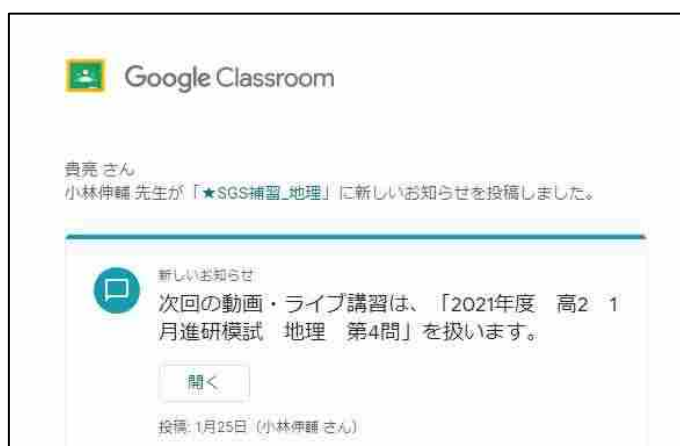 Google Classroom
貴亮 さん
小林伸輔 先生が「★SGS補習_地理」に新しいお知らせを投稿しました。
新しいお知らせ
次回の動画・ライブ講習は、「2021年度　高2　1
月進研模試　地理　第4問」を扱います。
開く
投稿: 1月25日（小林伸輔 さん）